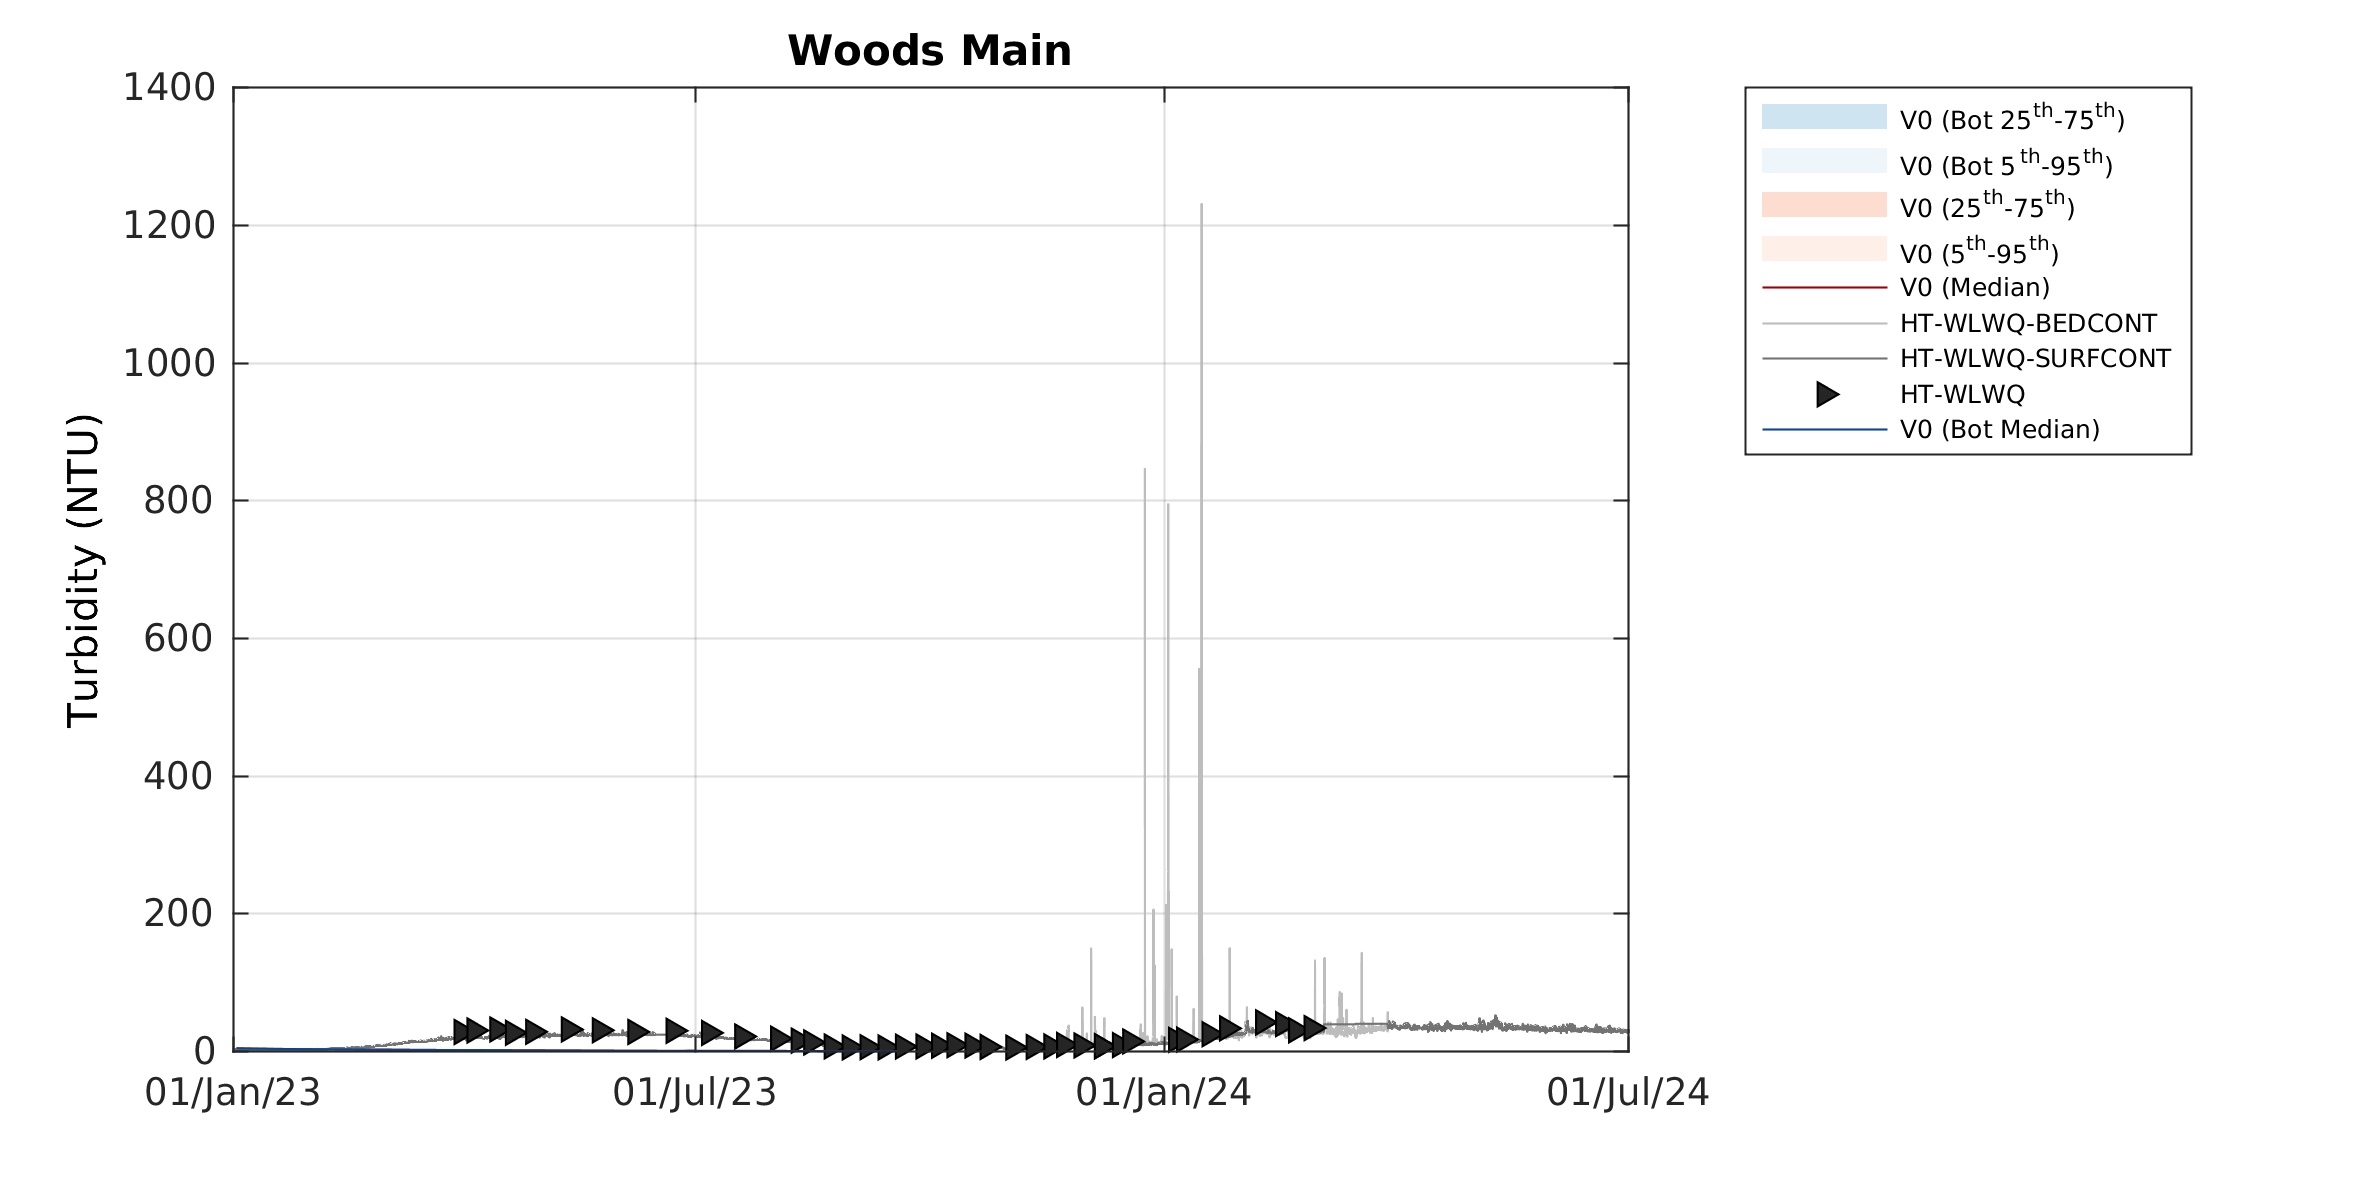 Woods Main
1400
1200
1000
800
600
400
200
0
Turbidity (NTU)
01/Jan/23
01/Jul/23
01/Jan/24
01/Jul/24
V0 (Bot 25th-75th)
V0 (Bot 5th-95th)
V0 (25th-75th)
V0 (5th-95th)
V0 (Median)
HT-WLWQ-BEDCONT
HT-WLWQ-SURFCONT
HT-WLWQ
V0 (Bot Median)